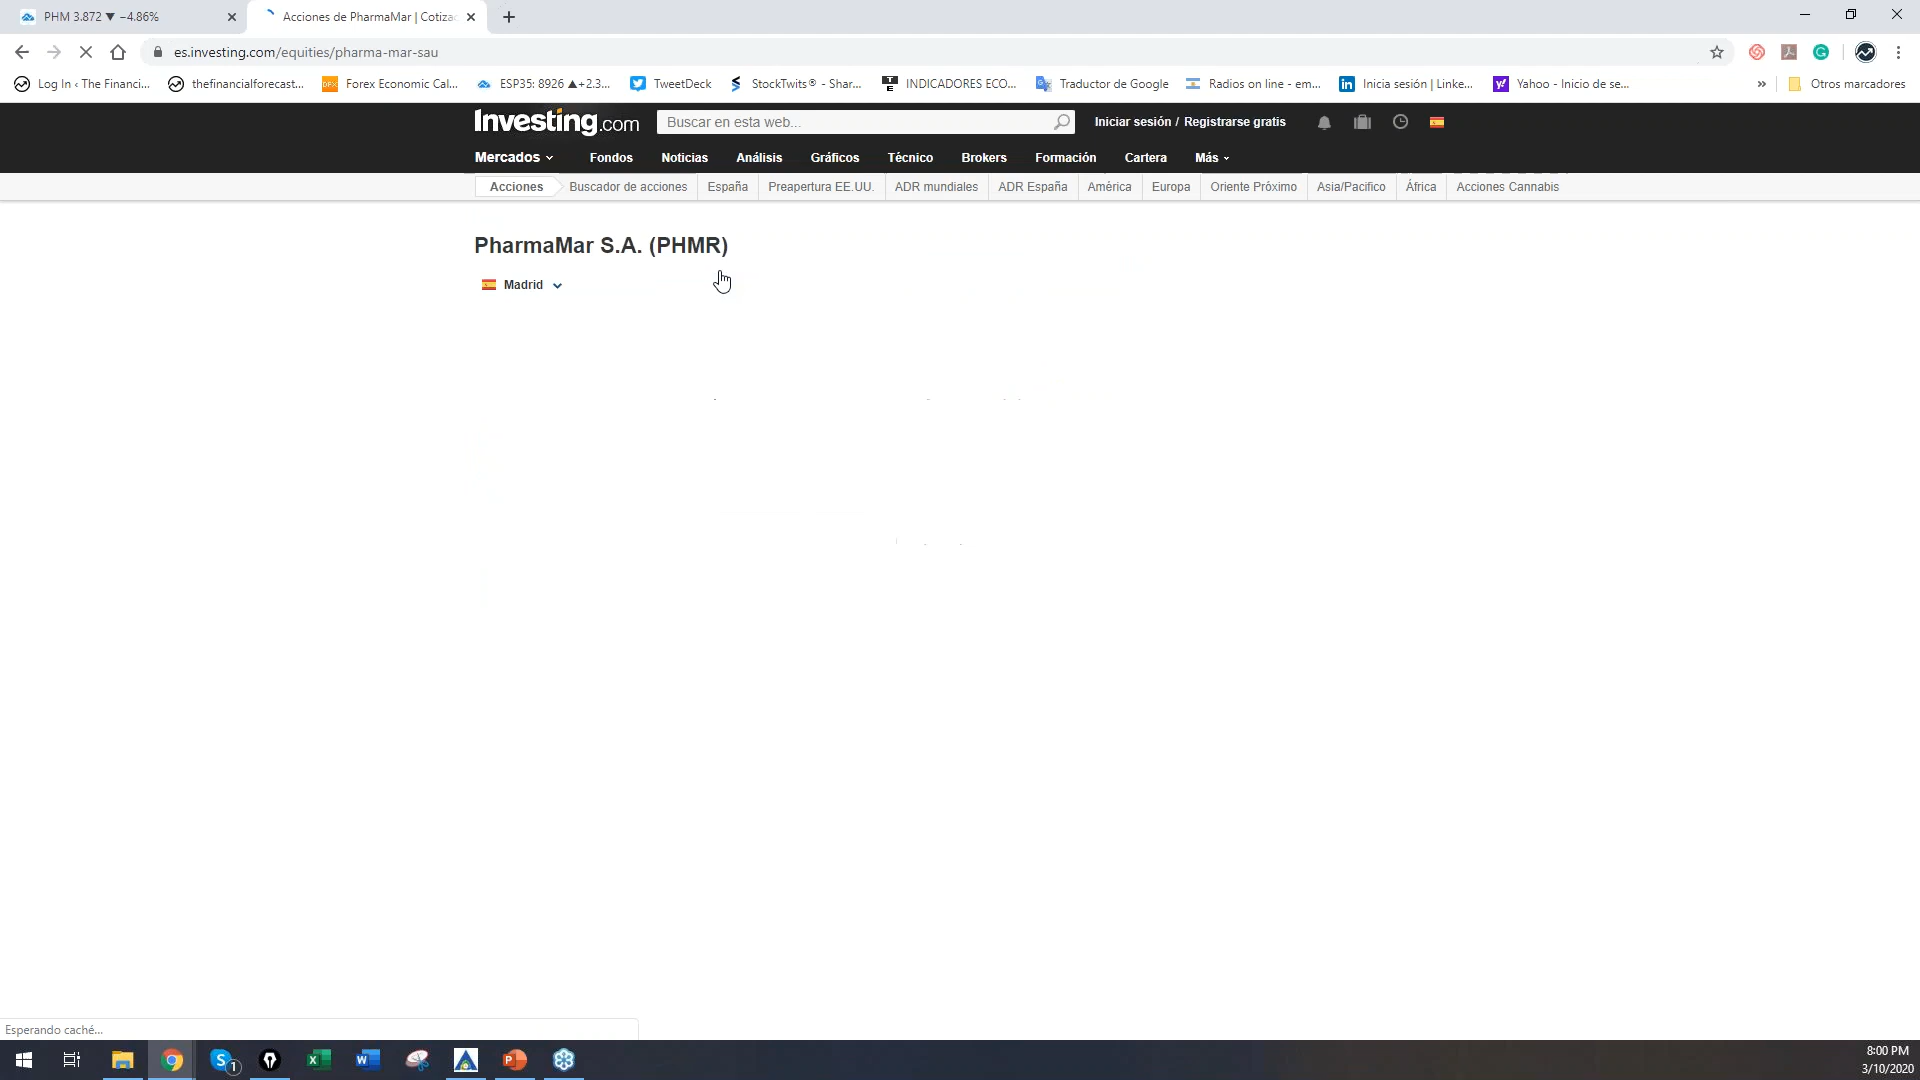 PHM 3.872 ▼ −4.86%
Acciones de PharmaMar | Cotizac
es.investing.com/equities/pharma-mar-sau
Log In ‹ The Financi...
thefinancialforecast...
Forex Economic Cal...
ESP35: 8926 ▲+2.3...
TweetDeck
StockTwits® - Shar...
INDICADORES ECO...
Traductor de Google
Radios on line - em...
Inicia sesión | Linke...
Yahoo - Inicio de se...
»
Otros marcadores
Investing.com
Buscar en esta web...
Iniciar sesión / Registrarse gratis
Mercados
Fondos
Noticias
Análisis
Gráficos
Técnico
Brokers
Formación
Cartera
Más
Acciones
Buscador de acciones
España
Preapertura EE.UU.
ADR mundiales
ADR España
América
Europa
Oriente Próximo
Asia/Pacifico
África
Acciones Cannabis
PharmaMar S.A. (PHMR)
Madrid
Esperando caché...
8:00 PM
3/10/2020